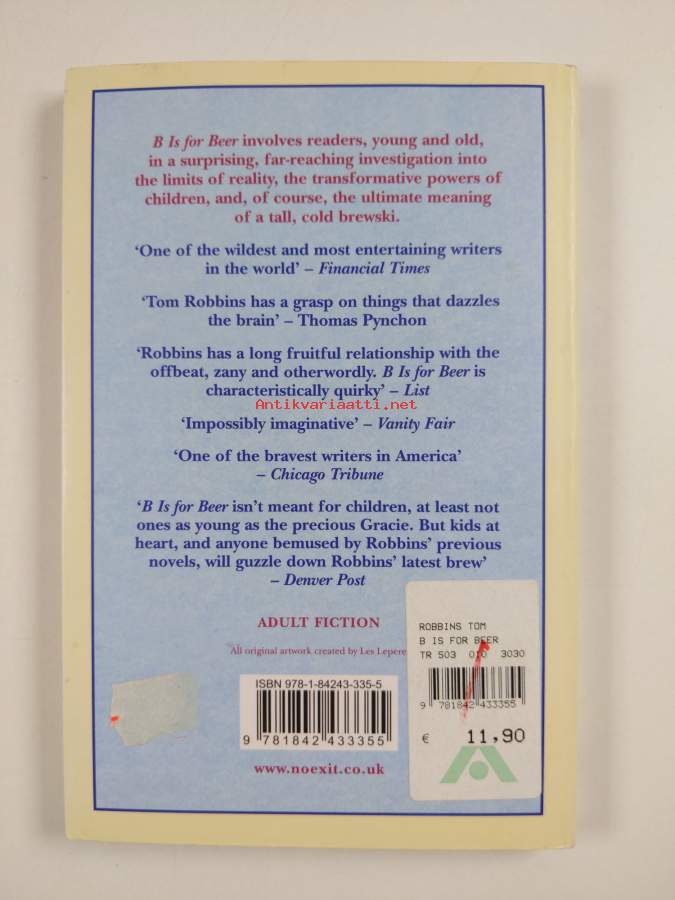 B Is for Beer involves readers, young and old,
in a surprising, far-reaching investigation into
the limits of reality, the transformative powers of
children, and, of course, the ultimate meaning
of a tall, cold brewski.
‘One of the wildest and most entertaining writers
in the world’ – Financial Times
‘Tom Robbins has a grasp on things that dazzles
the brain’ – Thomas Pynchon
‘Robbins has a long fruitful relationship with the
offbeat, zany and otherwordly. B Is for Beer is
characteristically quirky’ – List
Antikvariaatti.net
‘Impossibly imaginative’ – Vanity Fair
‘One of the bravest writers in America’
– Chicago Tribune
‘B Is for Beer isn’t meant for children, at least not
ones as young as the precious Gracie. But kids at
heart, and anyone bemused by Robbins’ previous
novels, will guzzle down Robbins’ latest brew’
– Denver Post
ADULT FICTION
All original artwork created by Les Lepere
ISBN 978-1-84243-335-5
9 781842 433355
www.noexit.co.uk
ROBBINS TOM
B IS FOR BEER
TR 503 010 3030
9 781842 433355
€ 11,90